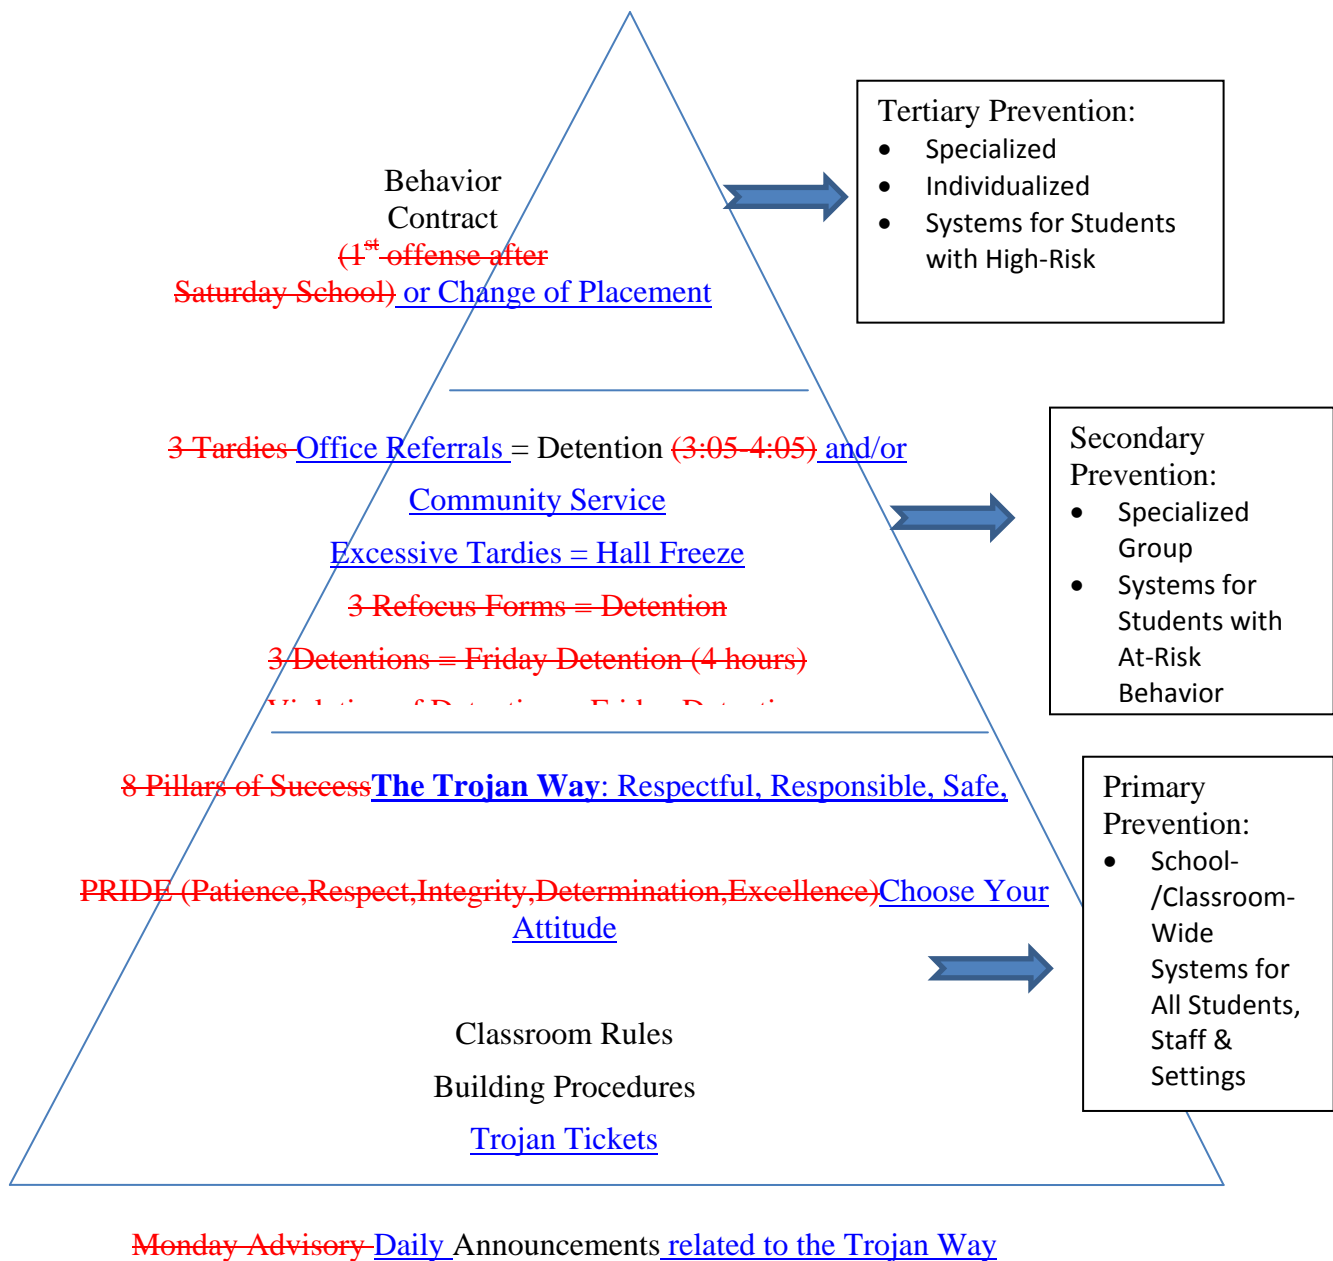 Behavior
Contract
(1st offense after
Saturday School) or Change of Placement
Tertiary Prevention:
• Specialized
• Individualized
• Systems for Students
with High-Risk
3 Tardies Office Referrals = Detention (3:05-4:05) and/or
Community Service
Excessive Tardies = Hall Freeze
3 Refocus Forms = Detention
3 Detentions = Friday Detention (4 hours)
Secondary
Prevention:
• Specialized
Group
• Systems for
Students with
At-Risk
Behavior
8 Pillars of SuccessThe Trojan Way: Respectful, Responsible, Safe,
PRIDE (Patience,Respect,Integrity,Determination,Excellence)Choose Your
Attitude
Classroom Rules
Building Procedures
Trojan Tickets
Primary
Prevention:
• School-
/Classroom-
Wide
Systems for
All Students,
Staff &
Settings
Monday Advisory Daily Announcements related to the Trojan Way